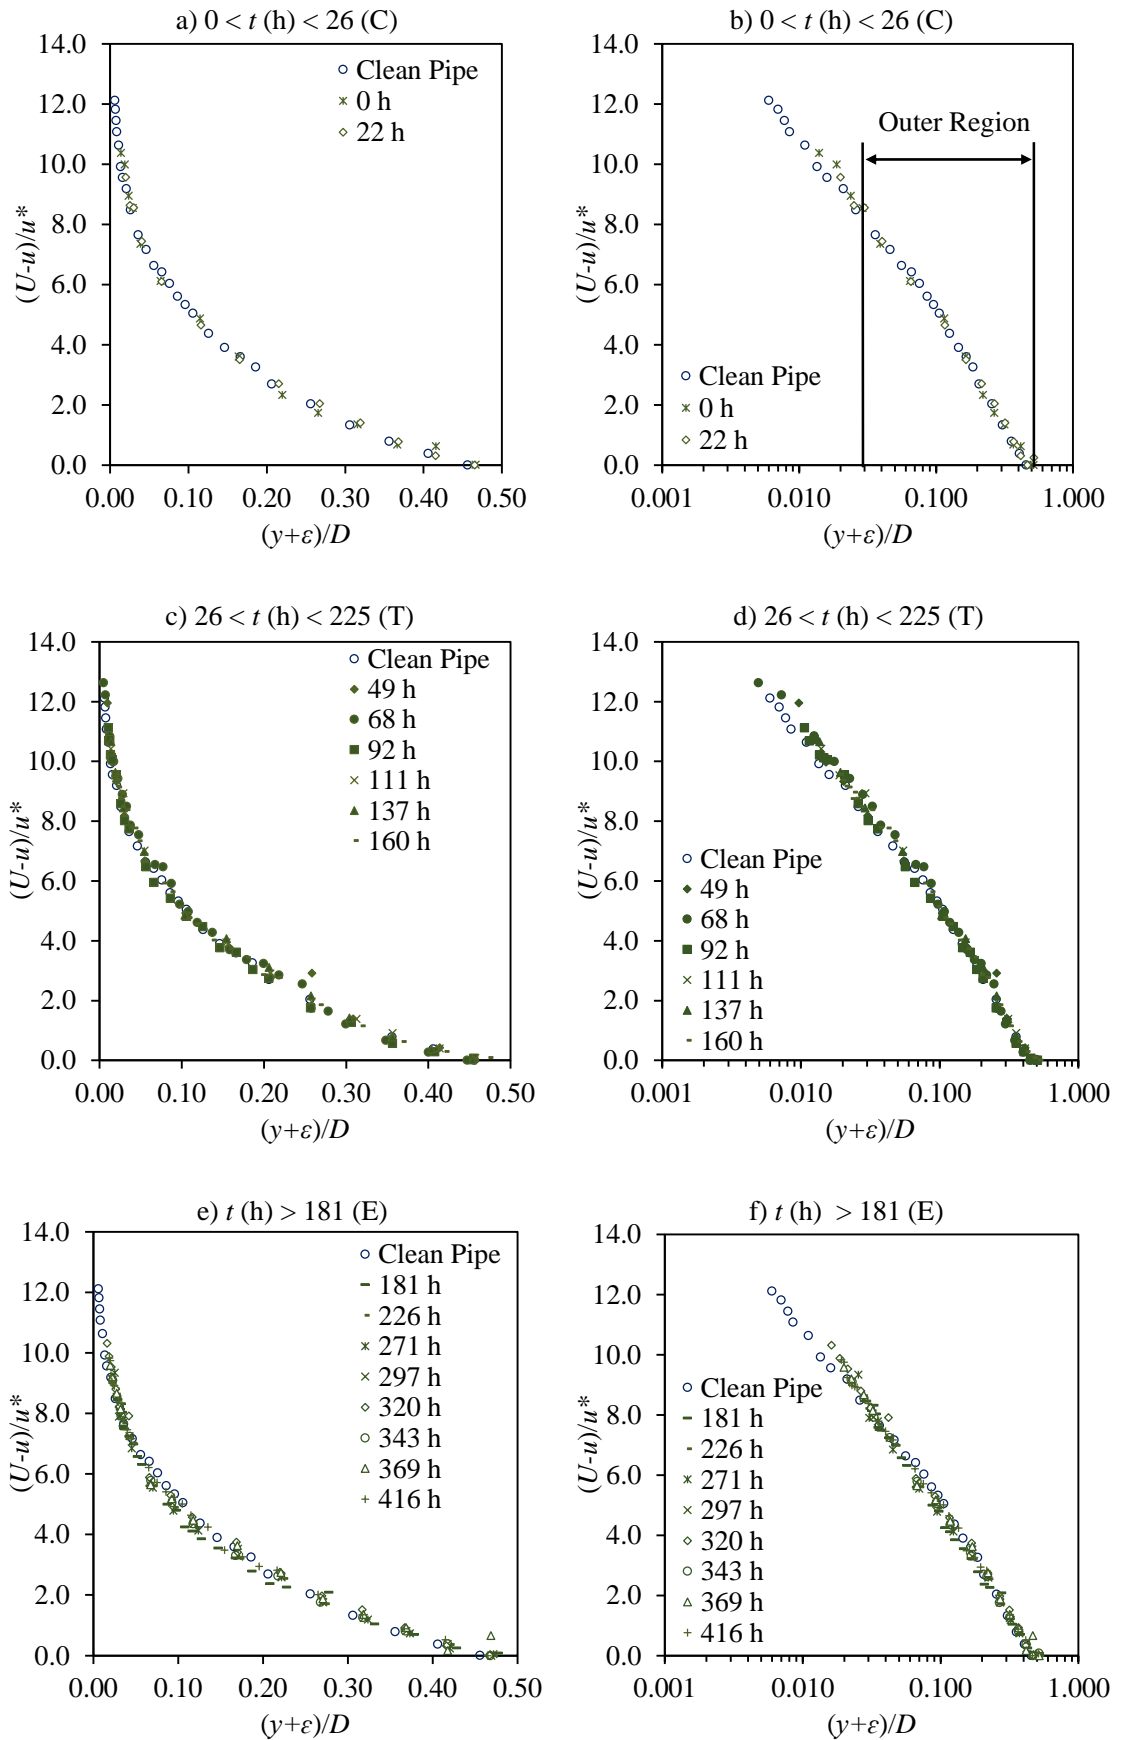 a) 0 < t (h) < 26 (C)
14.0
12.0
10.0
8.0
6.0
4.0
2.0
0.0
((U-u)/u*
Clean Pipe
0 h
22 h
0.00 0.10 0.20 0.30 0.40 0.50
(y+ε)/D
b) 0 < t (h) < 26 (C)
14.0
12.0
10.0
8.0
6.0
4.0
2.0
0.0
((U-u)/u*
Outer Region
Clean Pipe
0 h
22 h
0.001 0.010 0.100 1.000
(y+ε)/D
c) 26 < t (h) < 225 (T)
14.0
12.0
10.0
8.0
6.0
4.0
2.0
0.0
((U-u)/u*
Clean Pipe
49 h
68 h
92 h
111 h
137 h
160 h
0.00 0.10 0.20 0.30 0.40 0.50
(y+ε)/D
d) 26 < t (h) < 225 (T)
14.0
12.0
10.0
8.0
6.0
4.0
2.0
0.0
((U-u)/u*
Clean Pipe
49 h
68 h
92 h
111 h
137 h
160 h
0.001 0.010 0.100 1.000
(y+ε)/D
e) t (h) > 181 (E)
14.0
12.0
10.0
8.0
6.0
4.0
2.0
0.0
((U-u)/u*
Clean Pipe
181 h
226 h
271 h
297 h
320 h
343 h
369 h
416 h
0.00 0.10 0.20 0.30 0.40 0.50
(y+ε)/D
f) t (h) > 181 (E)
14.0
12.0
10.0
8.0
6.0
4.0
2.0
0.0
((U-u)/u*
Clean Pipe
181 h
226 h
271 h
297 h
320 h
343 h
369 h
416 h
0.001 0.010 0.100 1.000
(y+ε)/D